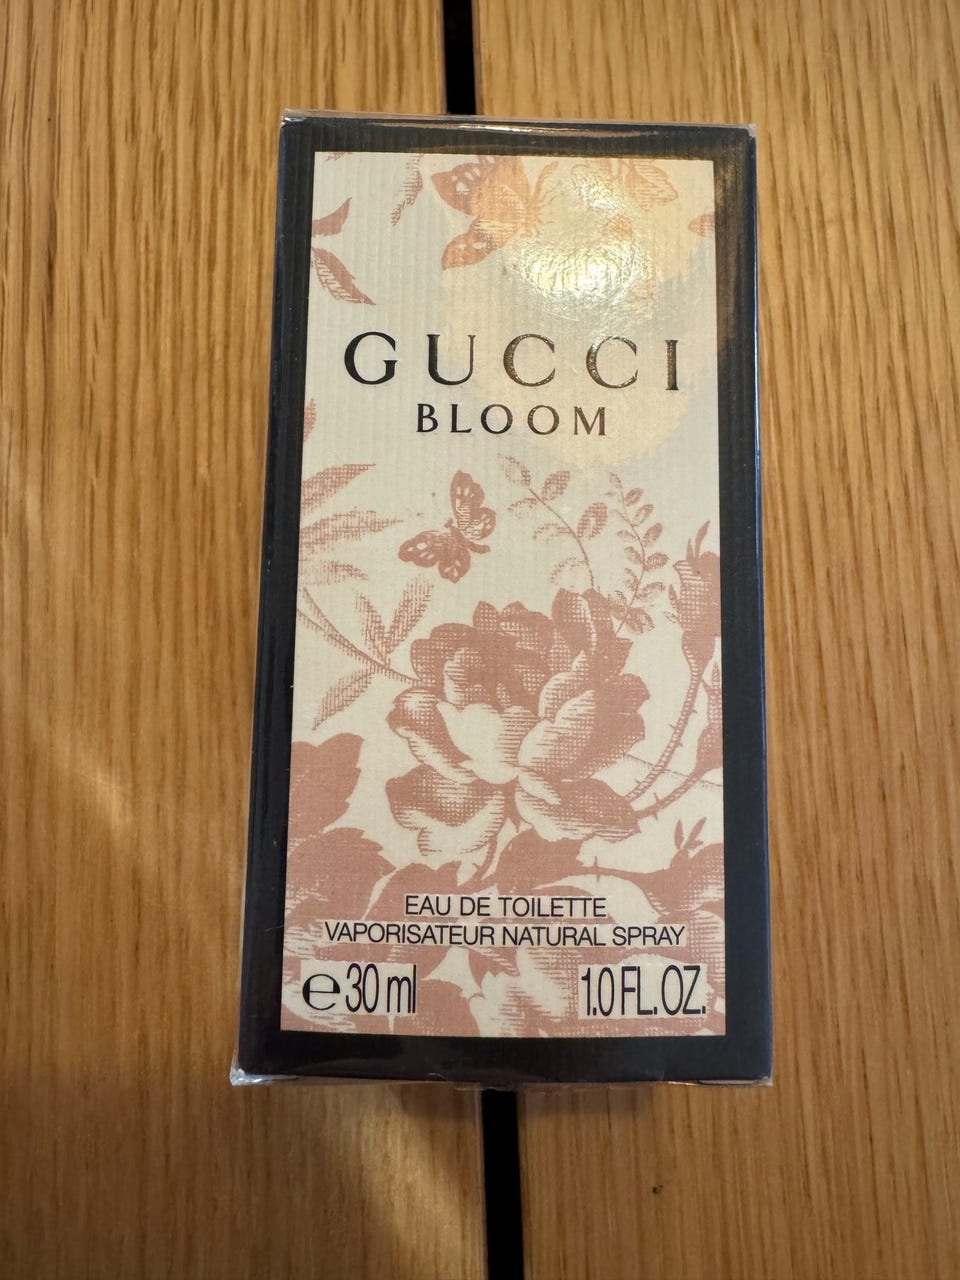 GUCCI
BLOOM
EAU DE TOILETTE
VAPORISATEUR NATURAL SPRAY
℮30 ml 1.0 FL. OZ.